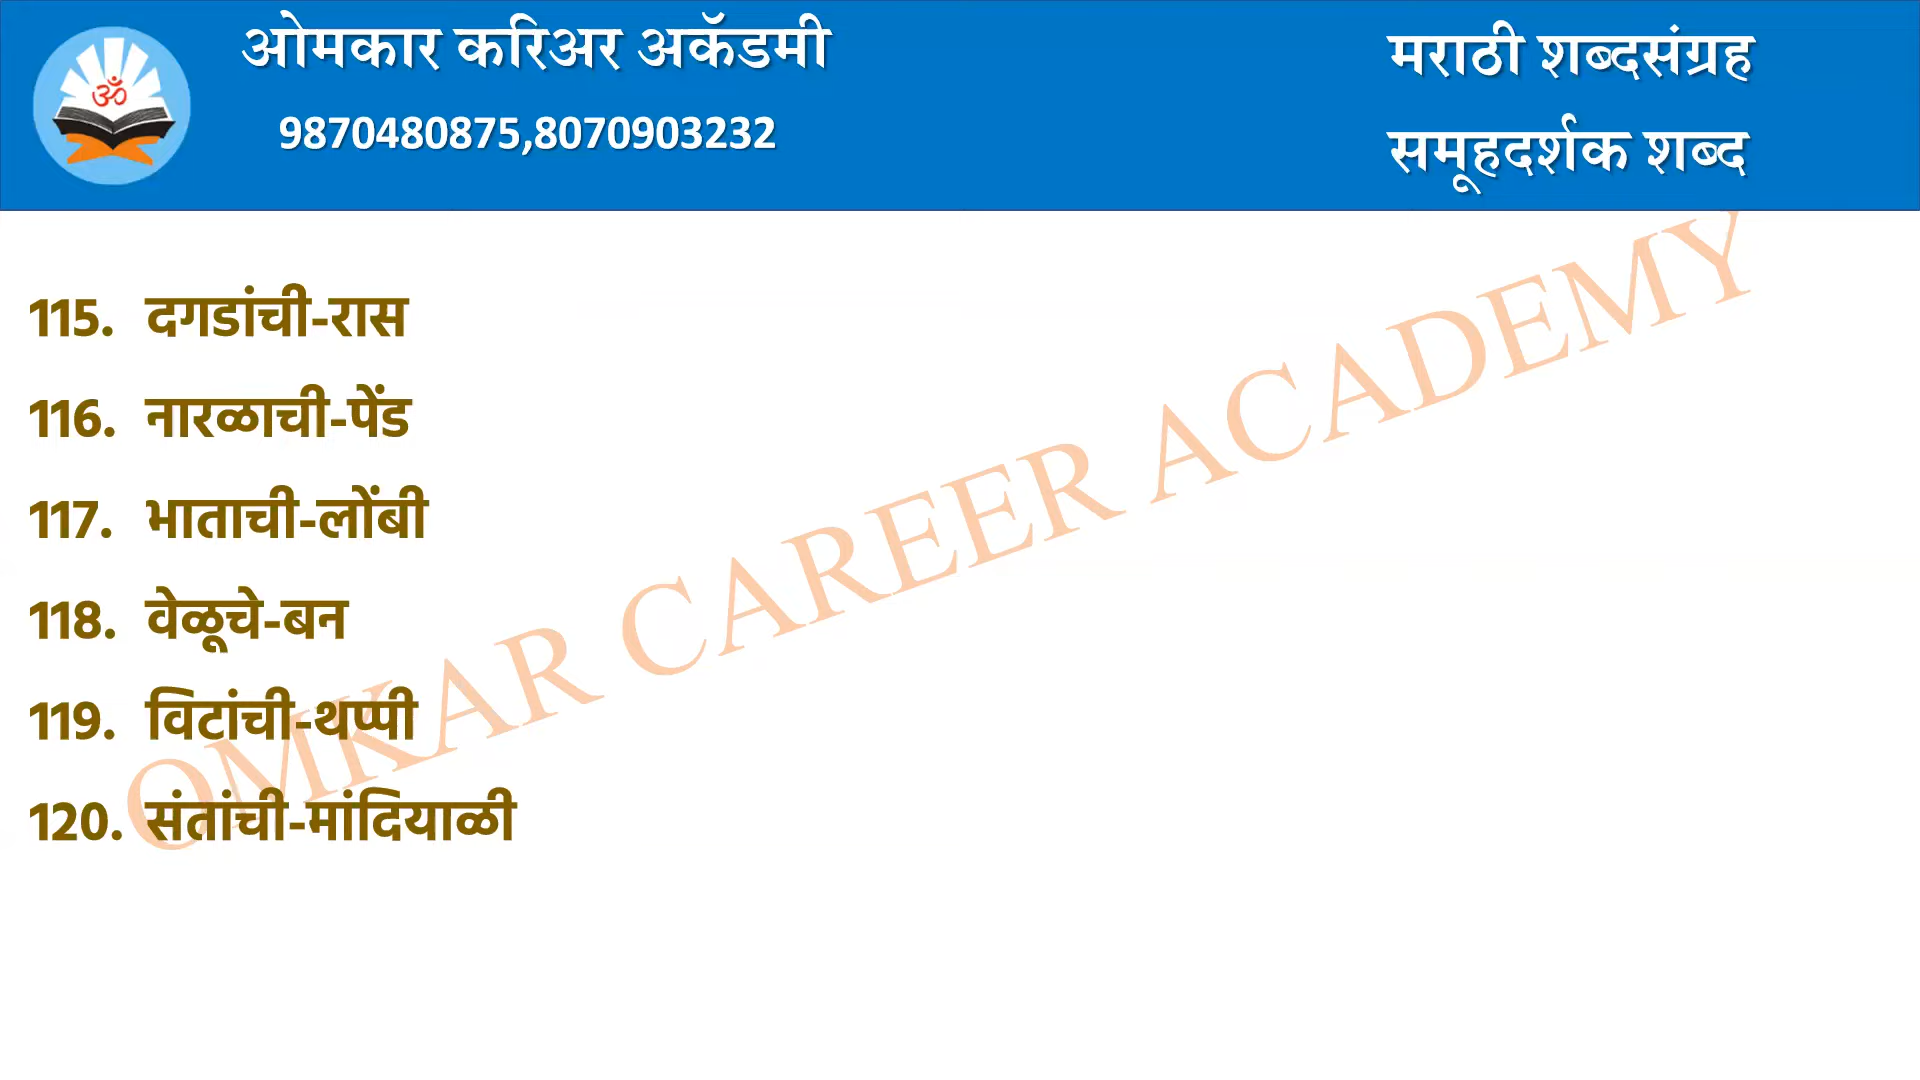 ओमकार करिअर अकॅडमी
9870480875,8070903232
मराठी शब्दसंग्रह
समूहदर्शक शब्द
115. दगडांची-रास
116. नारळाची-पेंड
117. भाताची-लोंबी
118. वेळूचे-बन
119. विटांची-थप्पी
120. संतांची-मांदियाळी
OMKAR CAREER ACADEMY
ॐ